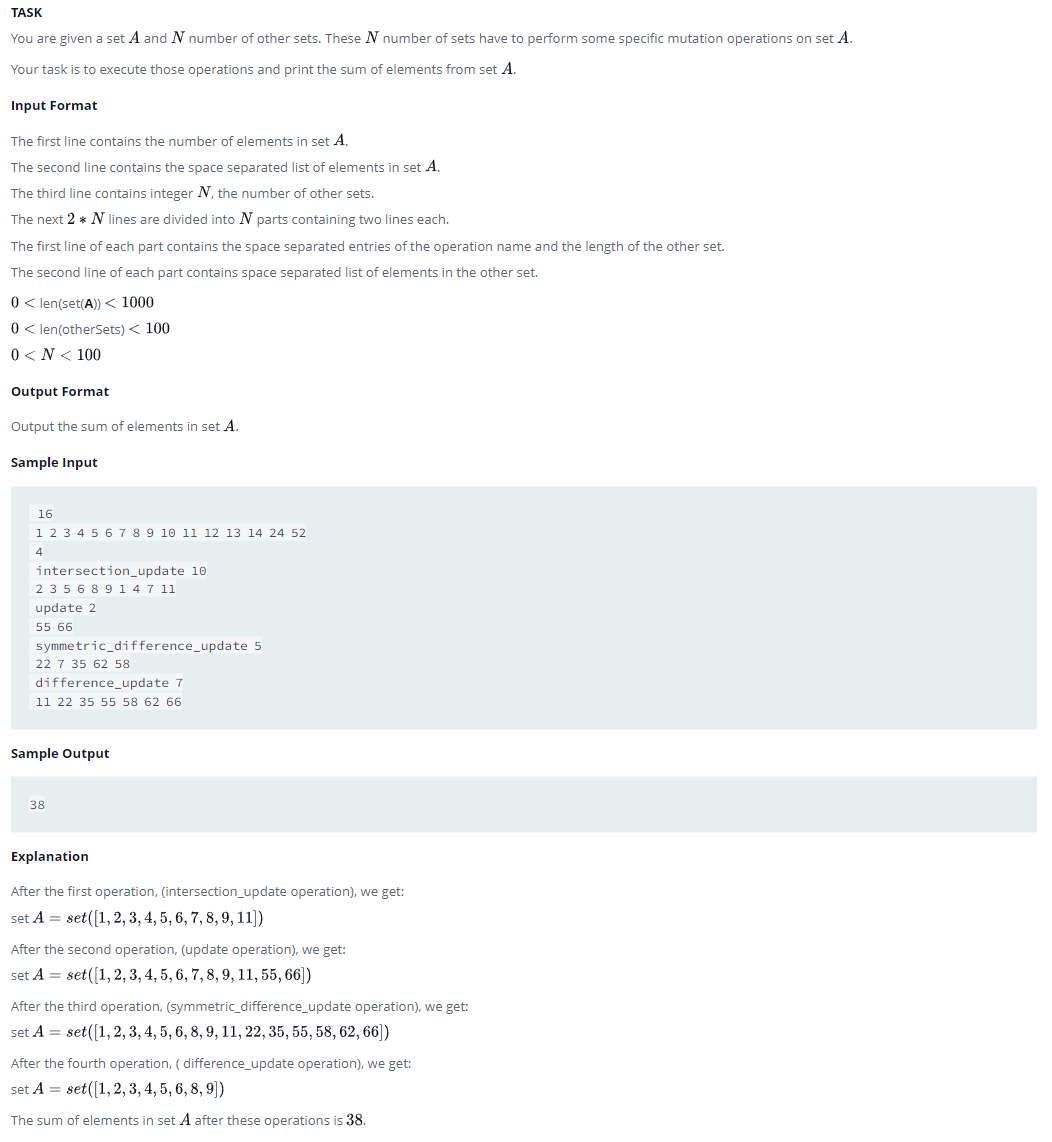 TASK
You are given a set A and N number of other sets. These N number of sets have to perform some specific mutation operations on set A.
Your task is to execute those operations and print the sum of elements from set A.
Input Format
The first line contains the number of elements in set A.
The second line contains the space separated list of elements in set A.
The third line contains integer N, the number of other sets.
The next 2 * N lines are divided into N parts containing two lines each.
The first line of each part contains the space separated entries of the operation name and the length of the other set.
The second line of each part contains space separated list of elements in the other set.
0 < len(set(A)) < 1000
0 < len(otherSets) < 100
0 < N < 100
Output Format
Output the sum of elements in set A.
Sample Input
16
1 2 3 4 5 6 7 8 9 10 11 12 13 14 24 52
4
intersection_update 10
2 3 5 6 8 9 1 4 7 11
update 2
55 66
symmetric_difference_update 5
22 7 35 62 58
difference_update 7
11 22 35 55 58 62 66
Sample Output
38
Explanation
After the first operation, (intersection_update operation), we get:
set A = set([1, 2, 3, 4, 5, 6, 7, 8, 9, 11])
After the second operation, (update operation), we get:
set A = set([1, 2, 3, 4, 5, 6, 7, 8, 9, 11, 55, 66])
After the third operation, (symmetric_difference_update operation), we get:
set A = set([1, 2, 3, 4, 5, 6, 8, 9, 11, 22, 35, 55, 58, 62, 66])
After the fourth operation, ( difference_update operation), we get:
set A = set([1, 2, 3, 4, 5, 6, 8, 9])
The sum of elements in set A after these operations is 38.